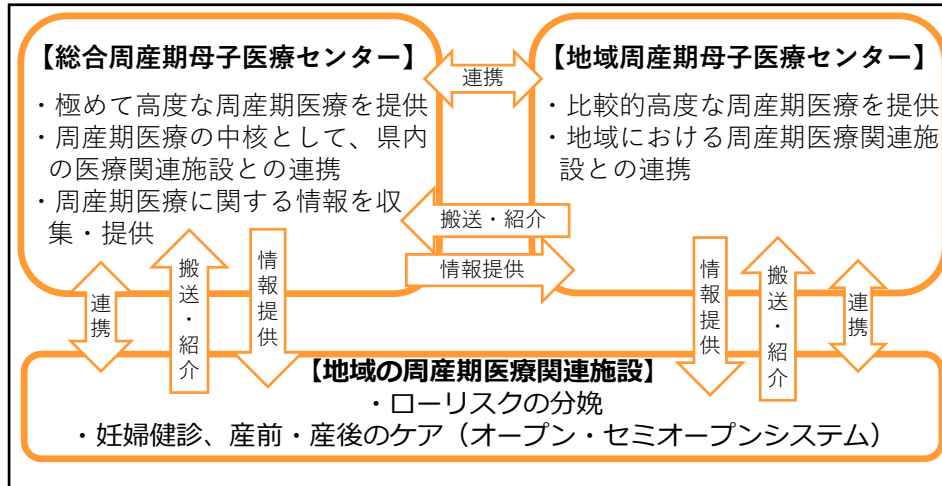 【総合周産期母子医療センター】
・極めて高度な周産期医療を提供
・周産期医療の中核として、県内
の医療関連施設との連携
・周産期医療に関する情報を収
集・提供
連携
【地域周産期母子医療センター】
・比較的高度な周産期医療を提供
・地域における周産期医療関連施
設との連携
搬送・紹介
情報提供
連携
搬送・紹介
情報提供
情報提供
搬送・紹介
連携
【地域の周産期医療関連施設】
・ローリスクの分娩
・妊婦健診、産前・産後のケア（オープン・セミオープンシステム）